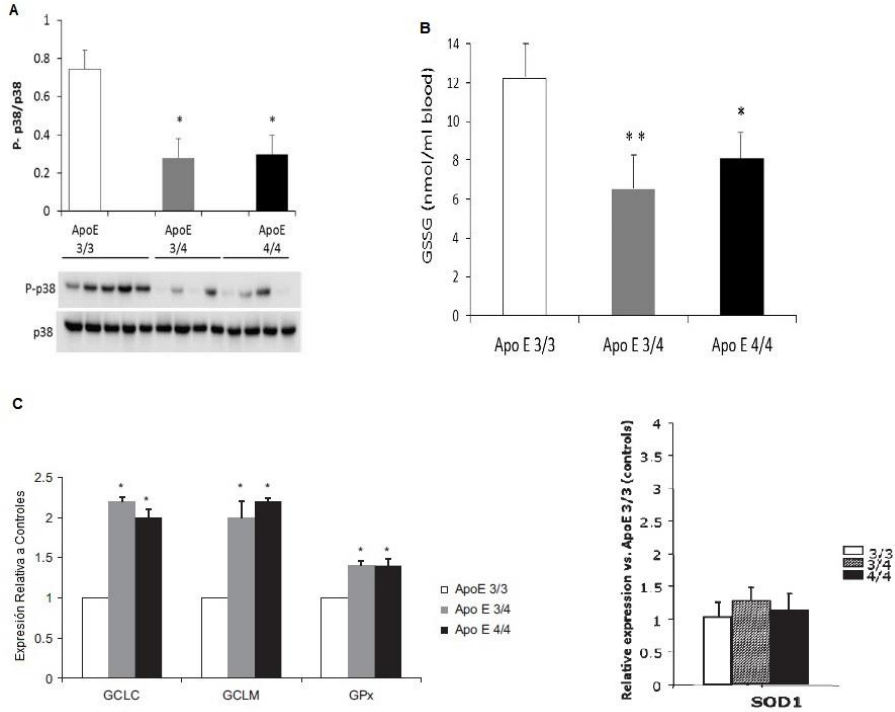 A
1
0.8
0.6
0.4
0.2
0
P- p38/p38
*
*
ApoE 3/3
ApoE 3/4
ApoE 4/4
P-p38
p38
B
14
12
10
8
6
4
2
0
GSSG (nmol/ml blood)
* *
*
Apo E 3/3
Apo E 3/4
Apo E 4/4
C
2.5
2
1.5
1
0.5
0
Expresión Relativa a Controles
* * * * * *
GCLC
GCLM
GPx
ApoE 3/3
Apo E 3/4
Apo E 4/4
4
3.5
3
2.5
2
1.5
1
0.5
0
Relative expression vs. ApoE 3/3 (controls)
SOD1
3/3
3/4
4/4